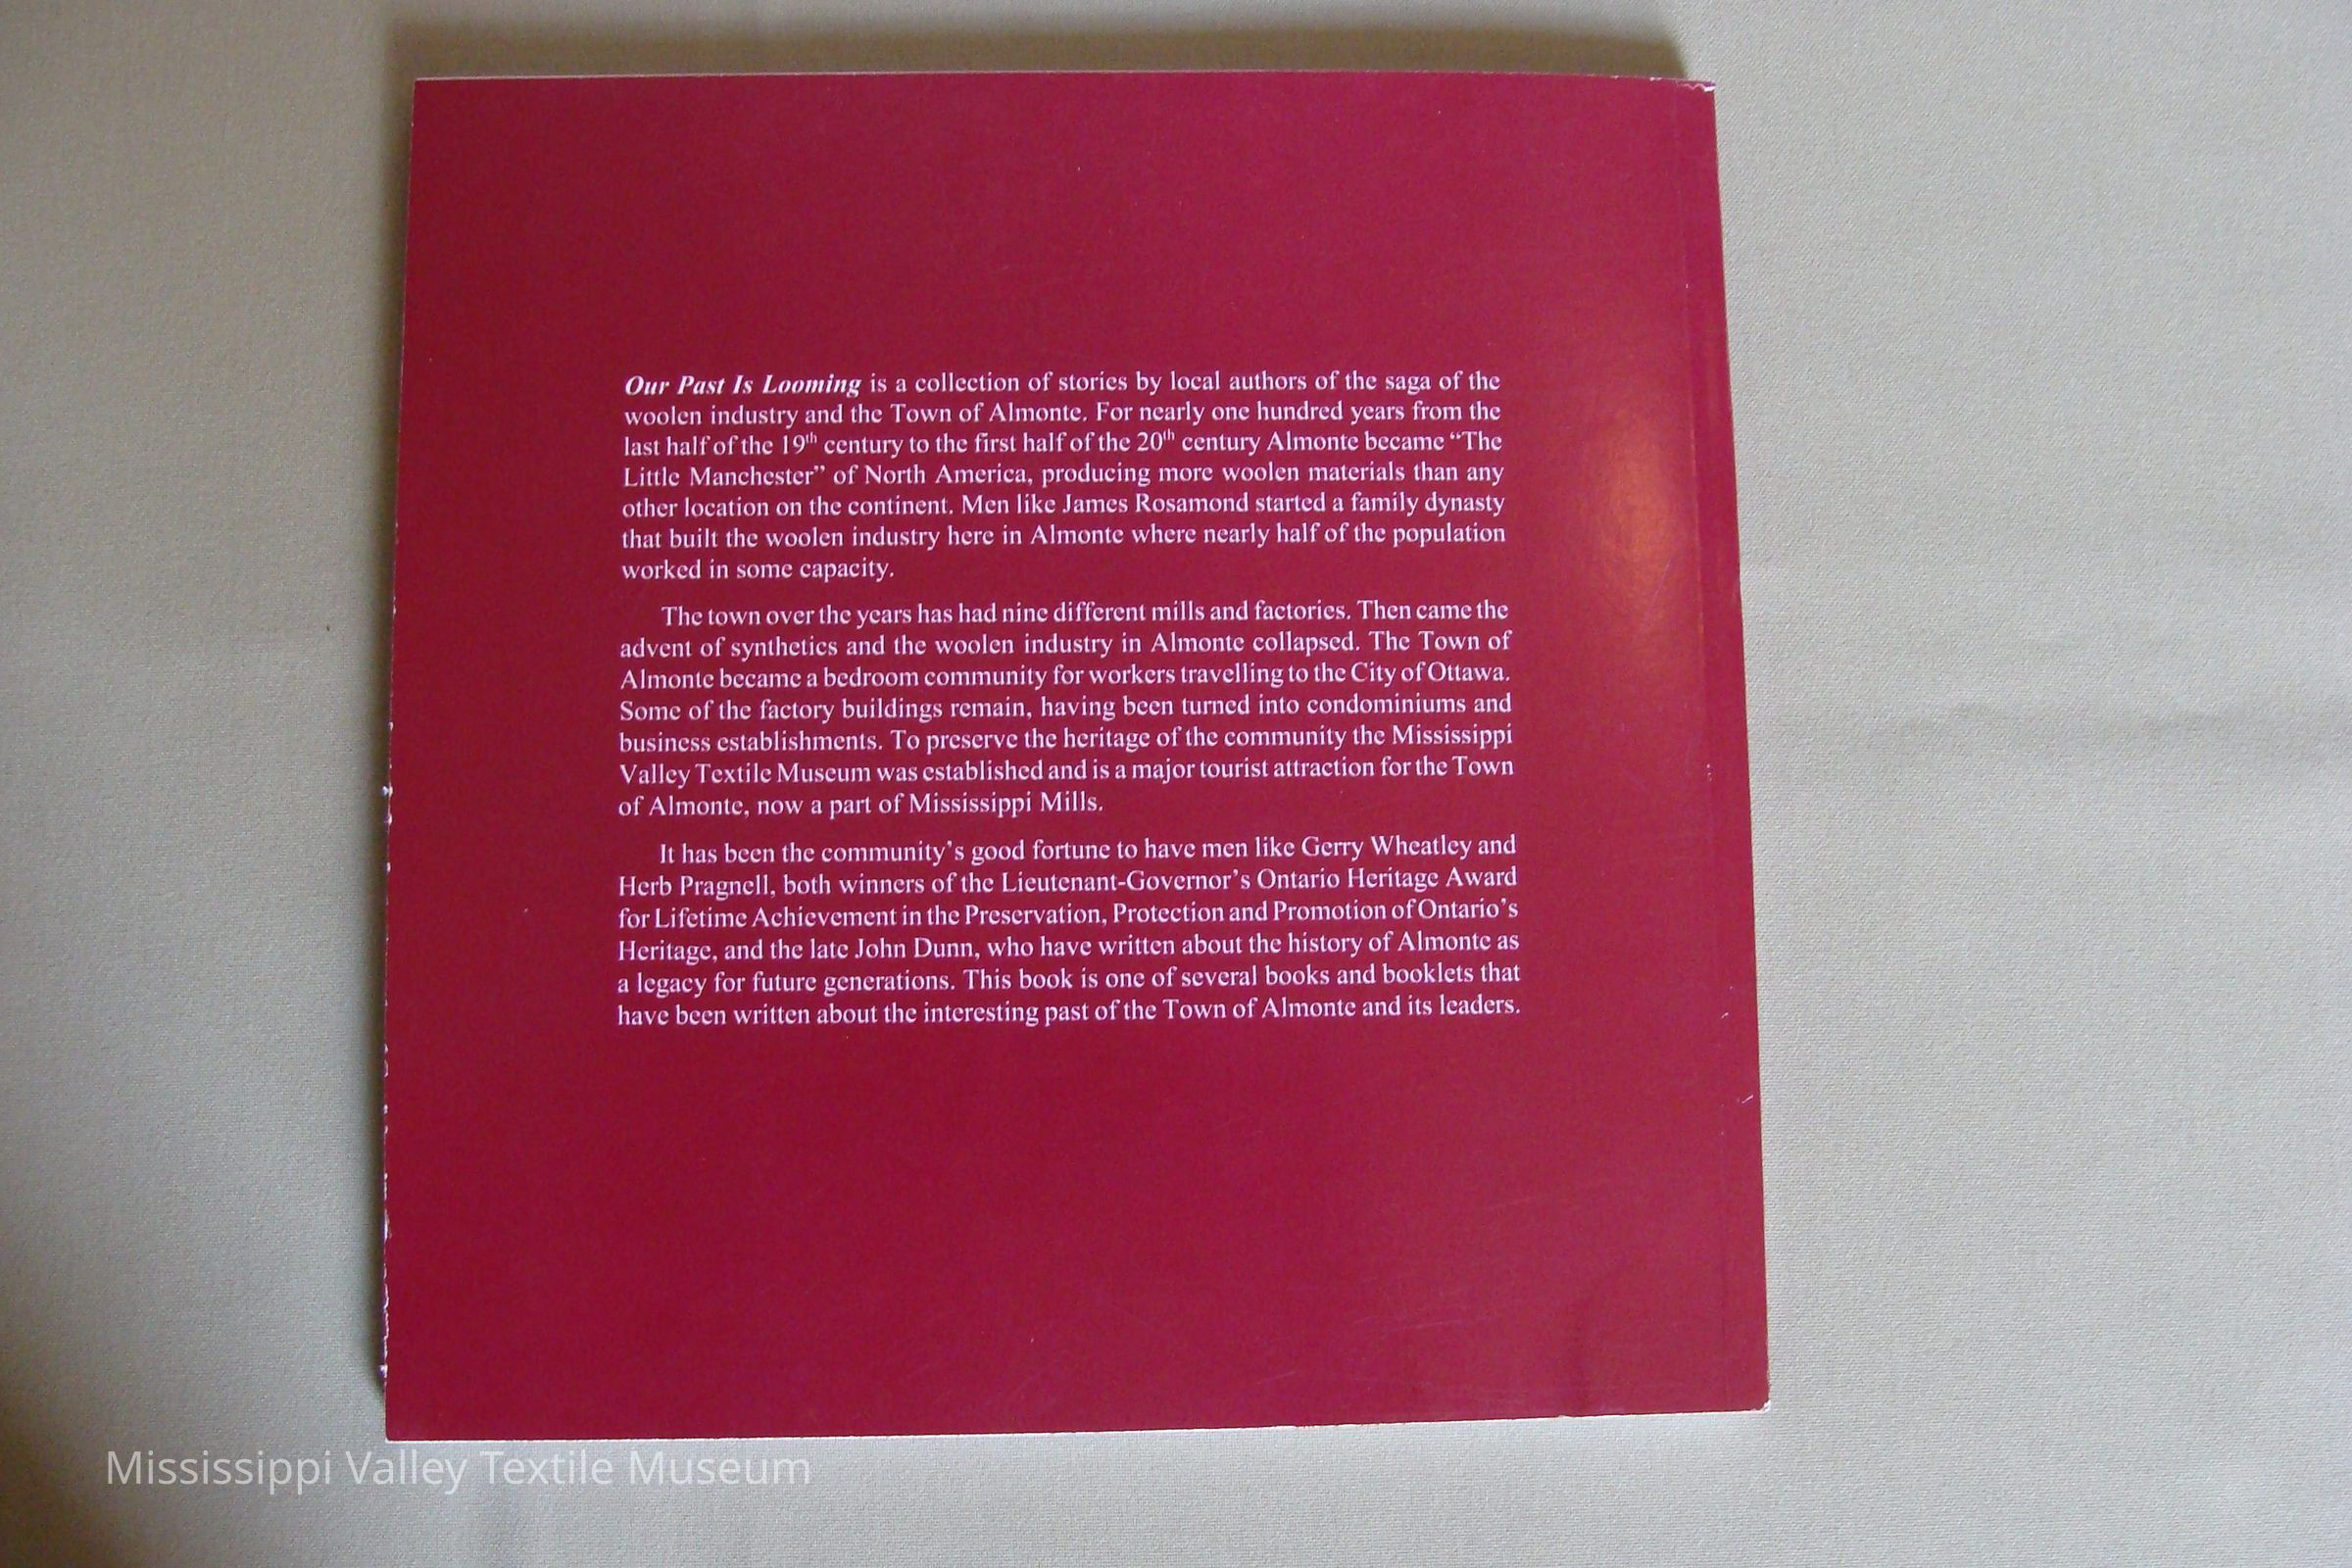 Our Past Is Looming is a collection of stories by local authors of the saga of the
woolen industry and the Town of Almonte. For nearly one hundred years from the
last half of the 19th century to the first half of the 20th century Almonte became “The
Little Manchester” of North America, producing more woolen materials than any
other location on the continent. Men like James Rosamond started a family dynasty
that built the woolen industry here in Almonte where nearly half of the population
worked in some capacity.
The town over the years has had nine different mills and factories. Then came the
advent of synthetics and the woolen industry in Almonte collapsed. The Town of
Almonte became a bedroom community for workers travelling to the City of Ottawa.
Some of the factory buildings remain, having been turned into condominiums and
business establishments. To preserve the heritage of the community the Mississippi
Valley Textile Museum was established and is a major tourist attraction for the Town
of Almonte, now a part of Mississippi Mills.
It has been the community’s good fortune to have men like Gerry Wheatley and
Herb Pragnell, both winners of the Lieutenant-Governor’s Ontario Heritage Award
for Lifetime Achievement in the Preservation, Protection and Promotion of Ontario’s
Heritage, and the late John Dunn, who have written about the history of Almonte as
a legacy for future generations. This book is one of several books and booklets that
have been written about the interesting past of the Town of Almonte and its leaders.
Mississippi Valley Textile Museum